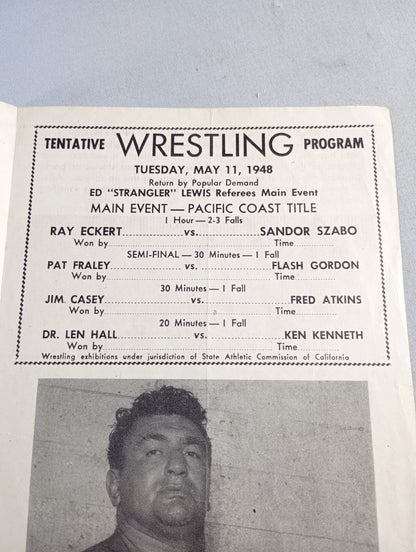 TENTATIVE WRESTLING PROGRAM
TUESDAY, MAY 11, 1948
Return by Popular Demand
ED "STRANGLER" LEWIS Referees Main Event
MAIN EVENT — PACIFIC COAST TITLE
1 Hour — 2-3 Falls
RAY ECKERT..................vs...................SANDOR SZABO
Won by.................. Time..................
SEMI-FINAL — 30 Minutes — 1 Fall
PAT FRALEY..................vs...................FLASH GORDON
Won by.................. Time..................
30 Minutes — 1 Fall
JIM CASEY..................vs...................FRED ATKINS
Won by.................. Time..................
20 Minutes — 1 Fall
DR. LEN HALL..................vs...................KEN KENNETH
Won by.................. Time..................
Wrestling exhibitions under jurisdiction of State Athletic Commission of California